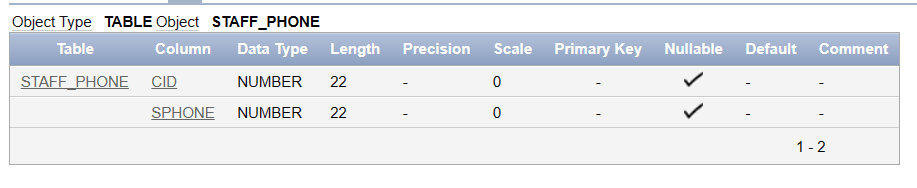 Object Type TABLE Object STAFF_PHONE
Table Column Data Type Length Precision Scale Primary Key Nullable Default Comment
STAFF_PHONE CID NUMBER 22 - 0 - ✓ - -
SPHONE NUMBER 22 - 0 - ✓ - -
1 - 2